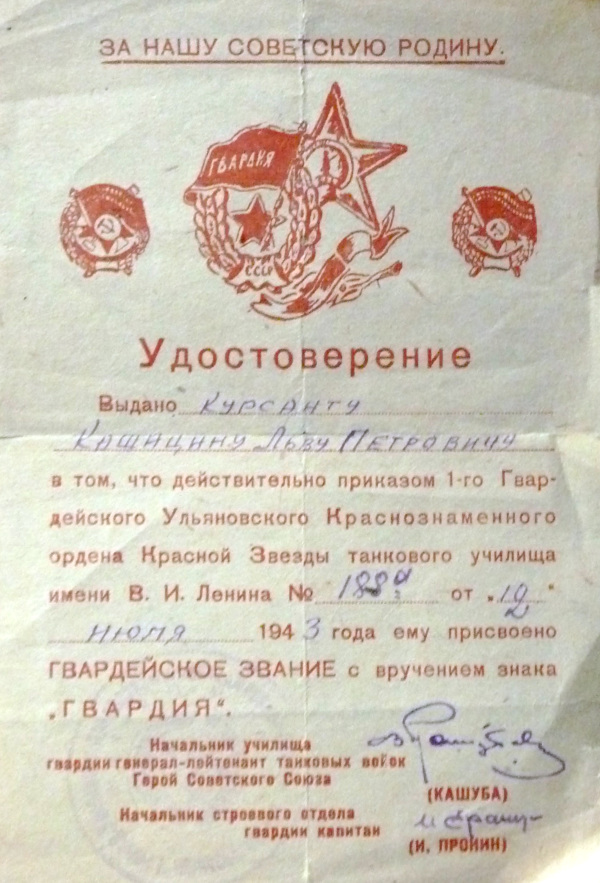 ЗА НАШУ СОВЕТСКУЮ РОДИНУ.
ГВАРДИЯ
СССР
Удостоверение
Выдано Курсанту
Кащицину Льву Петровичу
в том, что действительно приказом 1-го Гвар-
дейского Ульяновского Краснознаменного
ордена Красной Звезды танкового училища
имени В. И. Ленина № от „ “
июля 1943 года ему присвоено
ГВАРДЕЙСКОЕ ЗВАНИЕ с вручением знака
„ГВАРДИЯ“.
Начальник училища
гвардии генерал-лейтенант танковых войск
Герой Советского Союза
(КАШУБА)
Начальник строевого отдела
гвардии капитан
(И. ПРОНИН)